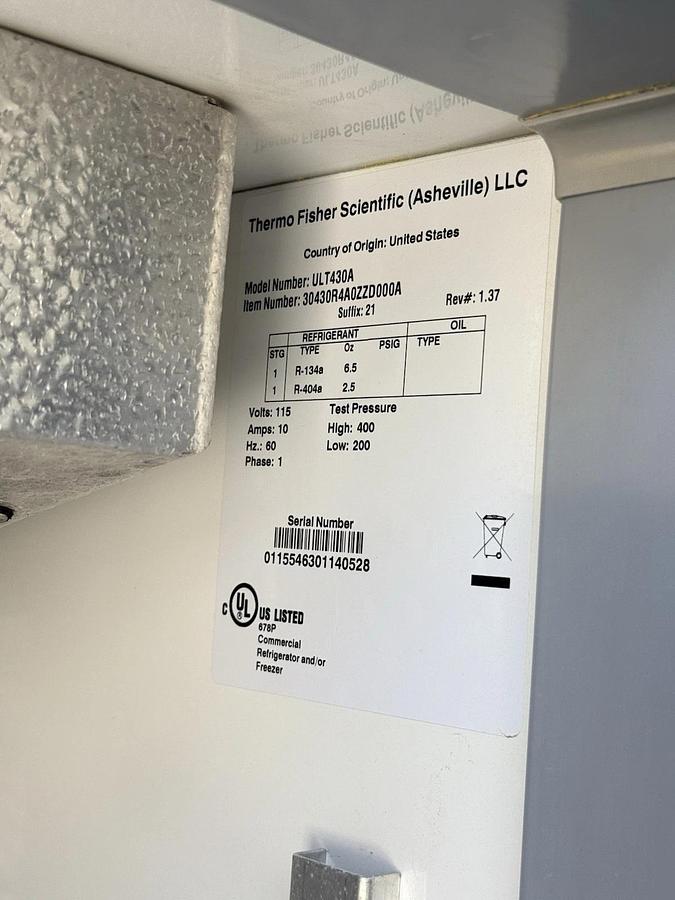 Thermo Fisher Scientific (Asheville) LLC
Country of Origin: United States
Model Number: ULT430A
Item Number: 30430R4A0ZZD000A
Rev#: 1.37
Suffix: 21
REFRIGERANT OIL
STG TYPE Oz PSIG TYPE
1 R-134a 6.5
1 R-404a 2.5
Volts: 115 Test Pressure
Amps: 10 High: 400
Hz.: 60 Low: 200
Phase: 1
Serial Number
0115546301140528
C UL ® US LISTED
678P
Commercial
Refrigerator and/or
Freezer